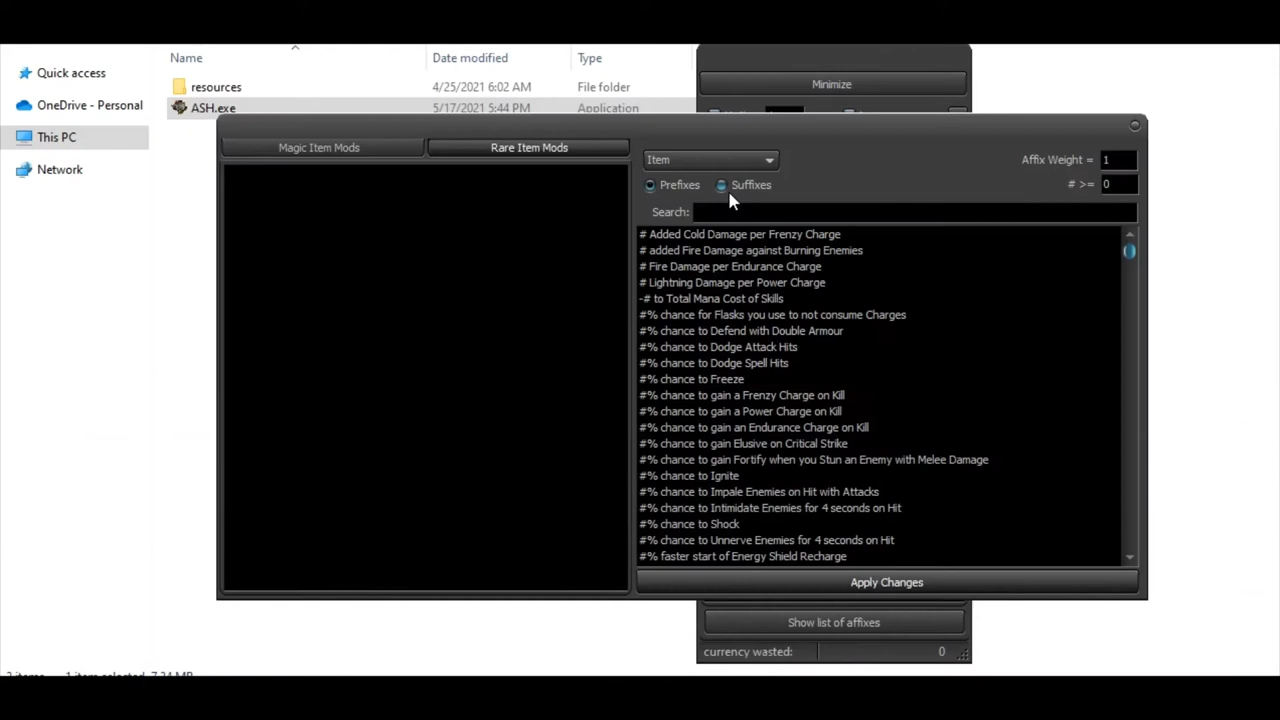 Name
Date modified
Type
Quick access
resources
4/25/2021 6:02 AM
File folder
Minimize
OneDrive - Personal
ASH.exe
5/17/2021 5:44 PM
Application
This PC
Network
Magic Item Mods
Rare Item Mods
Item
Affix Weight =
1
Prefixes
Suffixes
# >=
0
Search:
# Added Cold Damage per Frenzy Charge
# added Fire Damage against Burning Enemies
# Fire Damage per Endurance Charge
# Lightning Damage per Power Charge
-# to Total Mana Cost of Skills
#% chance for Flasks you use to not consume Charges
#% chance to Defend with Double Armour
#% chance to Dodge Attack Hits
#% chance to Dodge Spell Hits
#% chance to Freeze
#% chance to gain a Frenzy Charge on Kill
#% chance to gain a Power Charge on Kill
#% chance to gain an Endurance Charge on Kill
#% chance to gain Elusive on Critical Strike
#% chance to gain Fortify when you Stun an Enemy with Melee Damage
#% chance to Ignite
#% chance to Impale Enemies on Hit with Attacks
#% chance to Intimidate Enemies for 4 seconds on Hit
#% chance to Shock
#% chance to Unnerve Enemies for 4 seconds on Hit
#% faster start of Energy Shield Recharge
Apply Changes
Show list of affixes
currency wasted:
0